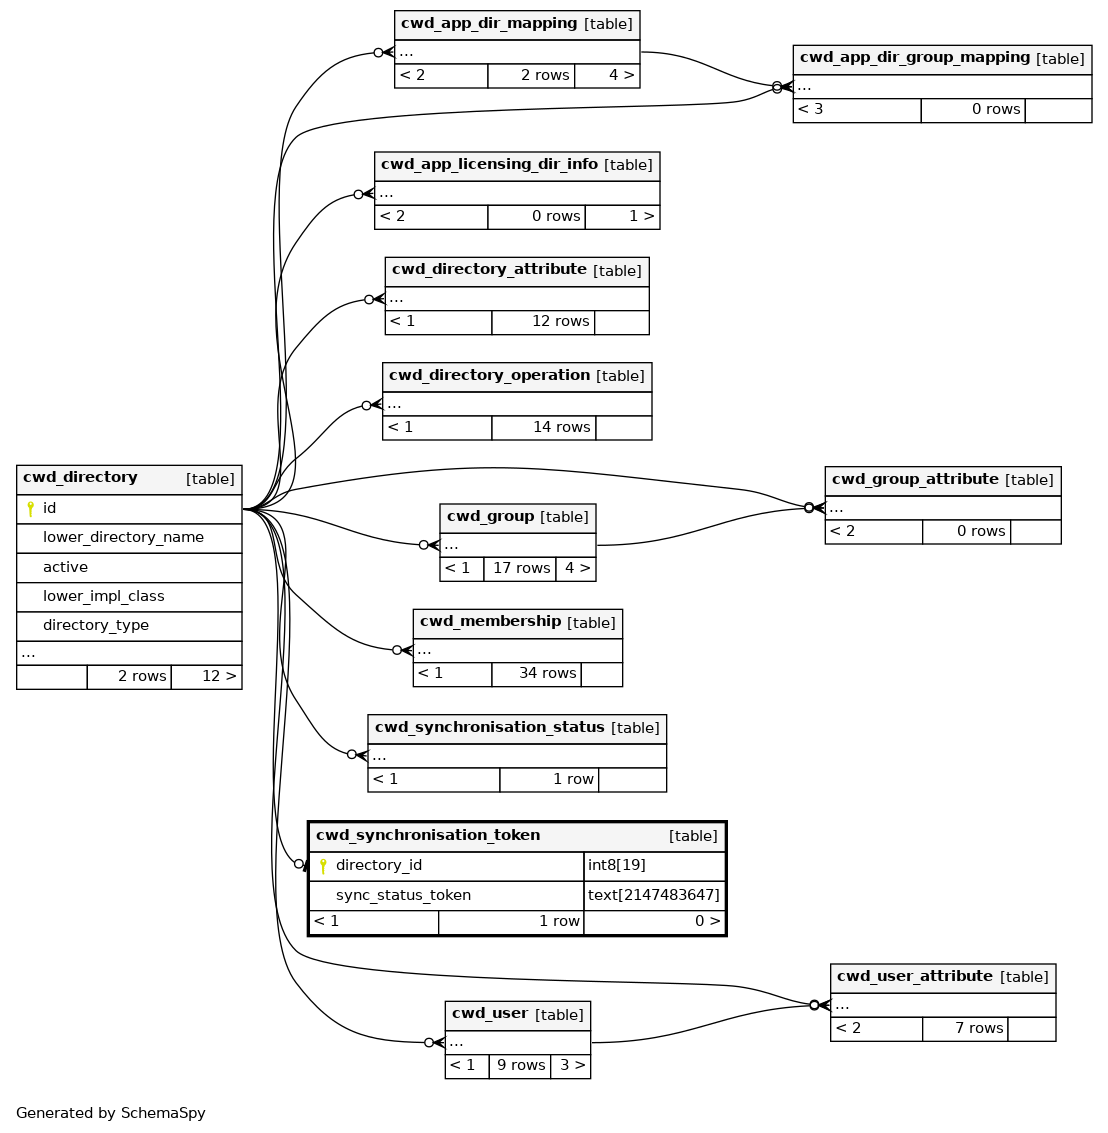 cwd_app_dir_mapping [table]
...
< 2 2 rows 4 >
cwd_app_dir_group_mapping [table]
...
< 3 0 rows
cwd_app_licensing_dir_info [table]
...
< 2 0 rows 1 >
cwd_directory_attribute [table]
...
< 1 12 rows
cwd_directory_operation [table]
...
< 1 14 rows
cwd_directory [table]
id
lower_directory_name
active
lower_impl_class
directory_type
...
2 rows 12 >
cwd_group_attribute [table]
...
< 2 0 rows
cwd_group [table]
...
< 1 17 rows 4 >
cwd_membership [table]
...
< 1 34 rows
cwd_synchronisation_status [table]
...
< 1 1 row
cwd_synchronisation_token [table]
directory_id int8[19]
sync_status_token text[2147483647]
< 1 1 row 0 >
cwd_user_attribute [table]
...
< 2 7 rows
cwd_user [table]
...
< 1 9 rows 3 >
Generated by SchemaSpy